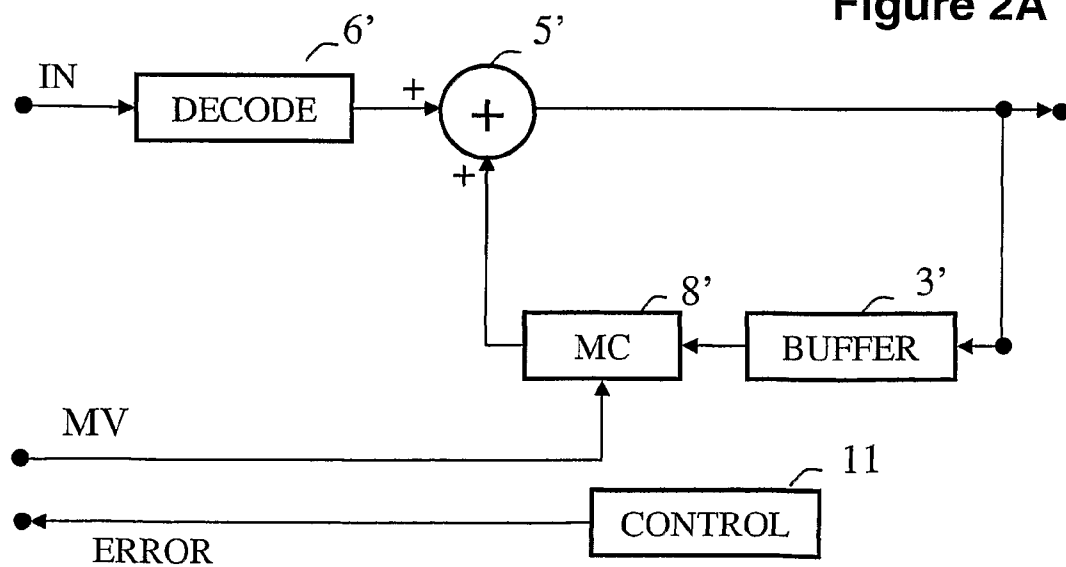 Figure 2A
6’
5’
IN
+
DECODE
+
+
8’
3’
MC
BUFFER
MV
11
CONTROL
ERROR